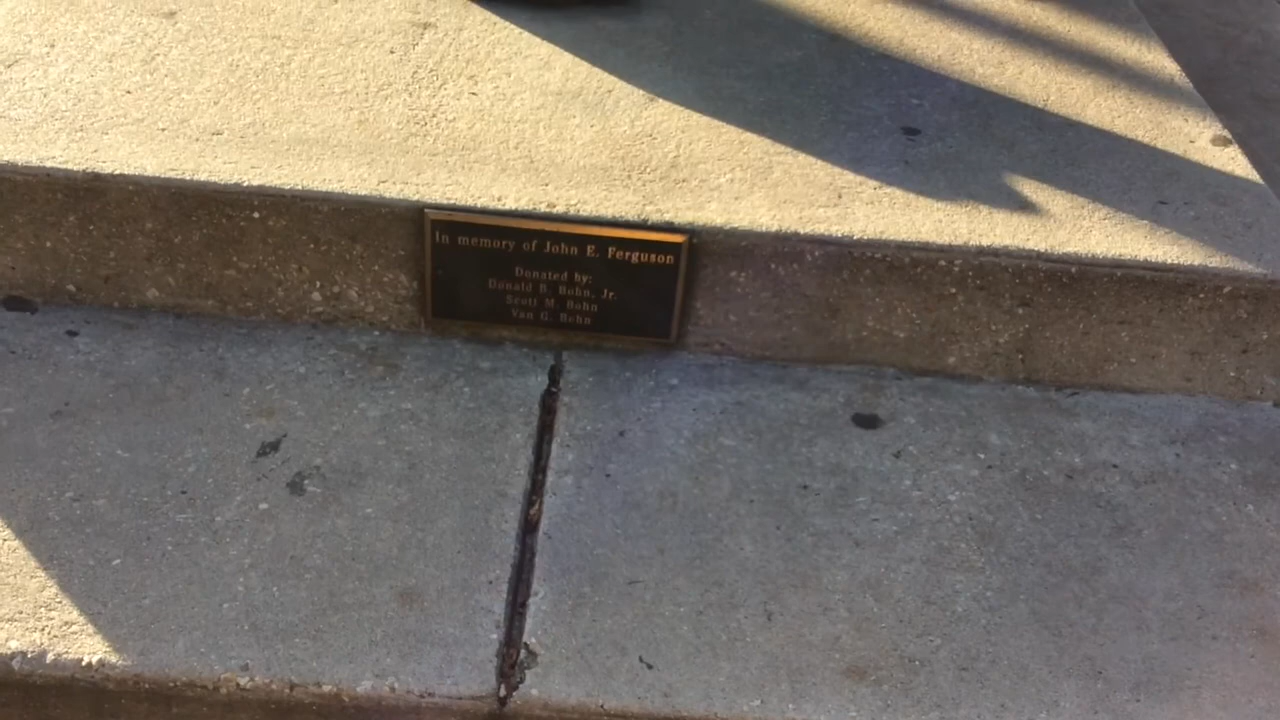 In memory of John E. Ferguson
Donated by:
Donald B. Bohn, Jr.
Scott M. Bohn
Van G. Bohn